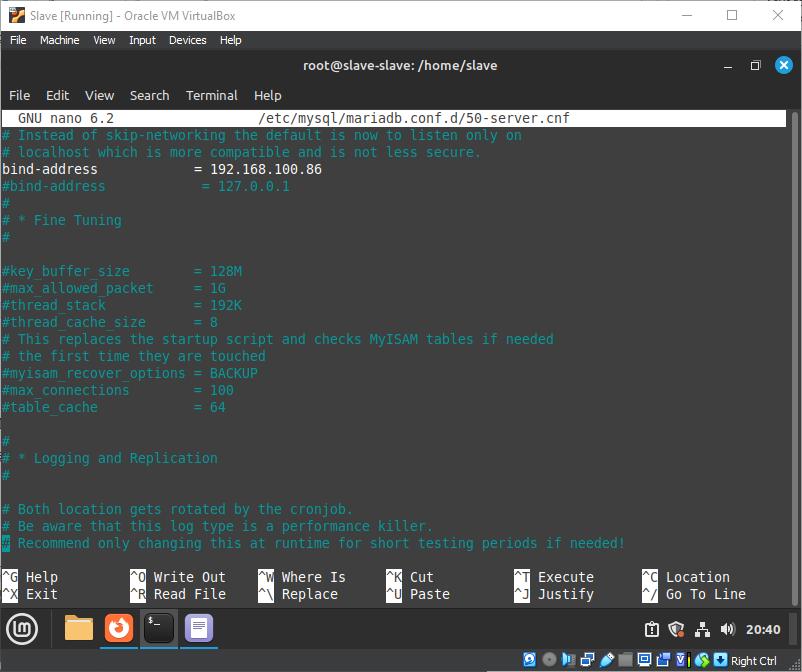 Slave [Running] - Oracle VM VirtualBox
File Machine View Input Devices Help
root@slave-slave: /home/slave
File Edit View Search Terminal Help
GNU nano 6.2 /etc/mysql/mariadb.conf.d/50-server.cnf
# Instead of skip-networking the default is now to listen only on
# localhost which is more compatible and is not less secure.
bind-address            = 192.168.100.86
#bind-address            = 127.0.0.1
#
# * Fine Tuning
#
#key_buffer_size        = 128M
#max_allowed_packet     = 1G
#thread_stack           = 192K
#thread_cache_size      = 8
# This replaces the startup script and checks MyISAM tables if needed
# the first time they are touched
#myisam_recover_options = BACKUP
#max_connections        = 100
#table_cache            = 64
#
# * Logging and Replication
#
# Both location gets rotated by the cronjob.
# Be aware that this log type is a performance killer.
# Recommend only changing this at runtime for short testing periods if needed!
^G Help ^O Write Out ^W Where Is ^K Cut ^T Execute ^C Location
^X Exit ^R Read File ^\ Replace ^U Paste ^J Justify ^/ Go To Line
$_
20:40
Right Ctrl